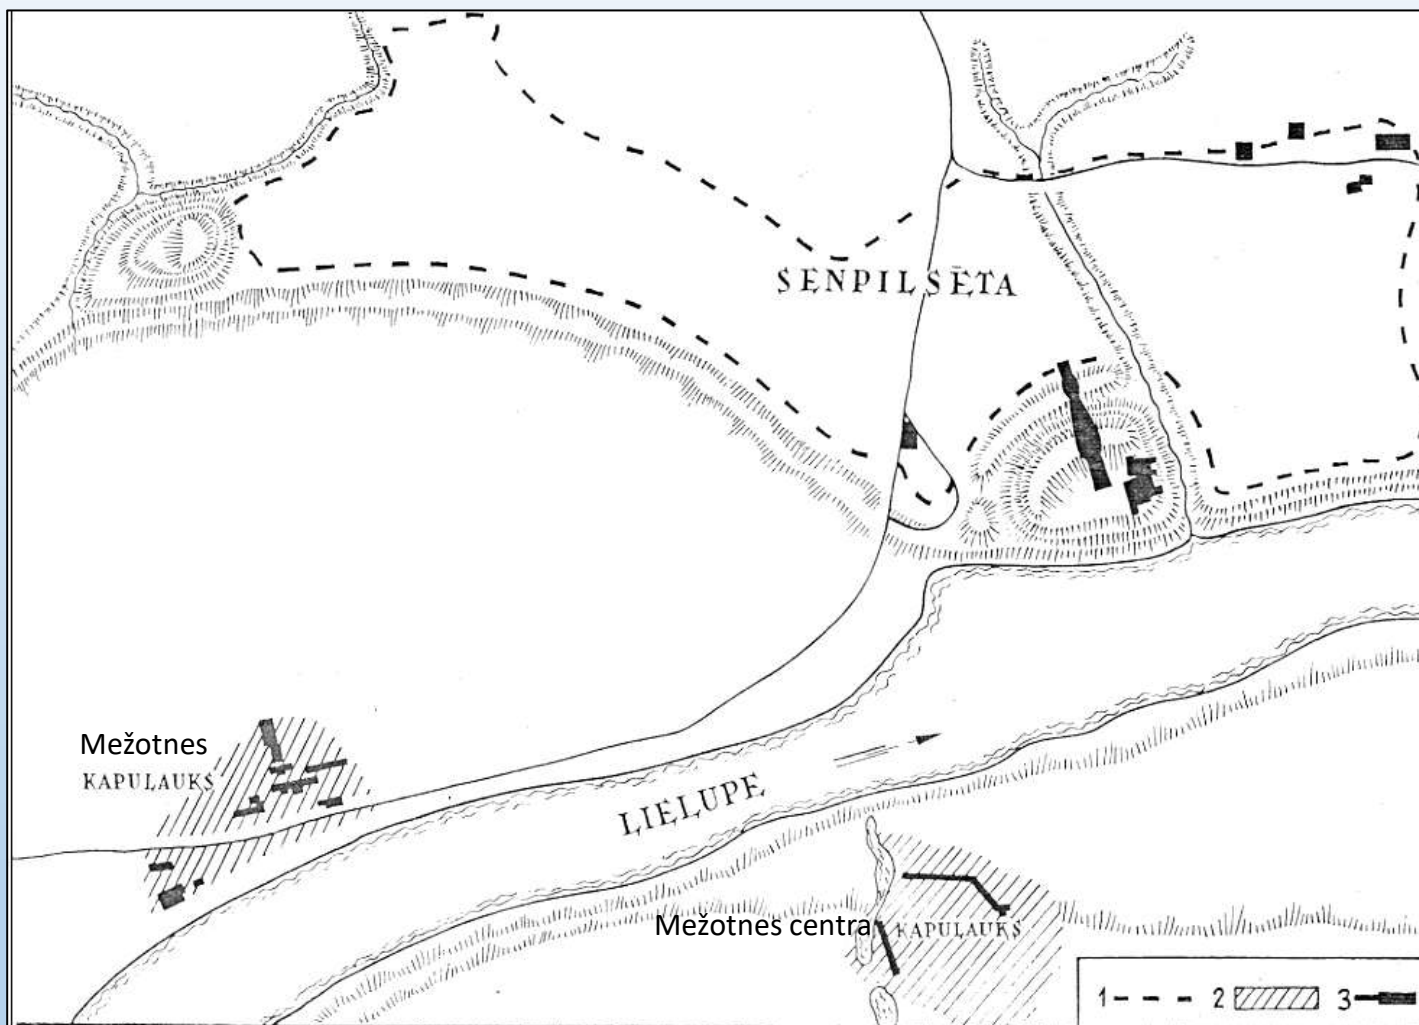 SENPILSĒTA
Mežotnes
KAPULAUKS
LIELUPE
Mežotnes centra
KAPULAUKS
1 2 3